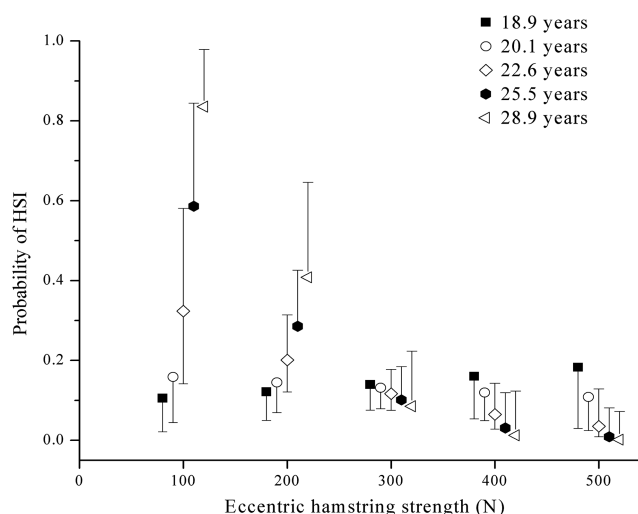 18.9 years
20.1 years
22.6 years
25.5 years
28.9 years
1.0
0.8
0.6
0.4
0.2
0.0
Probability of HSI
0 100 200 300 400 500
Eccentric hamstring strength (N)